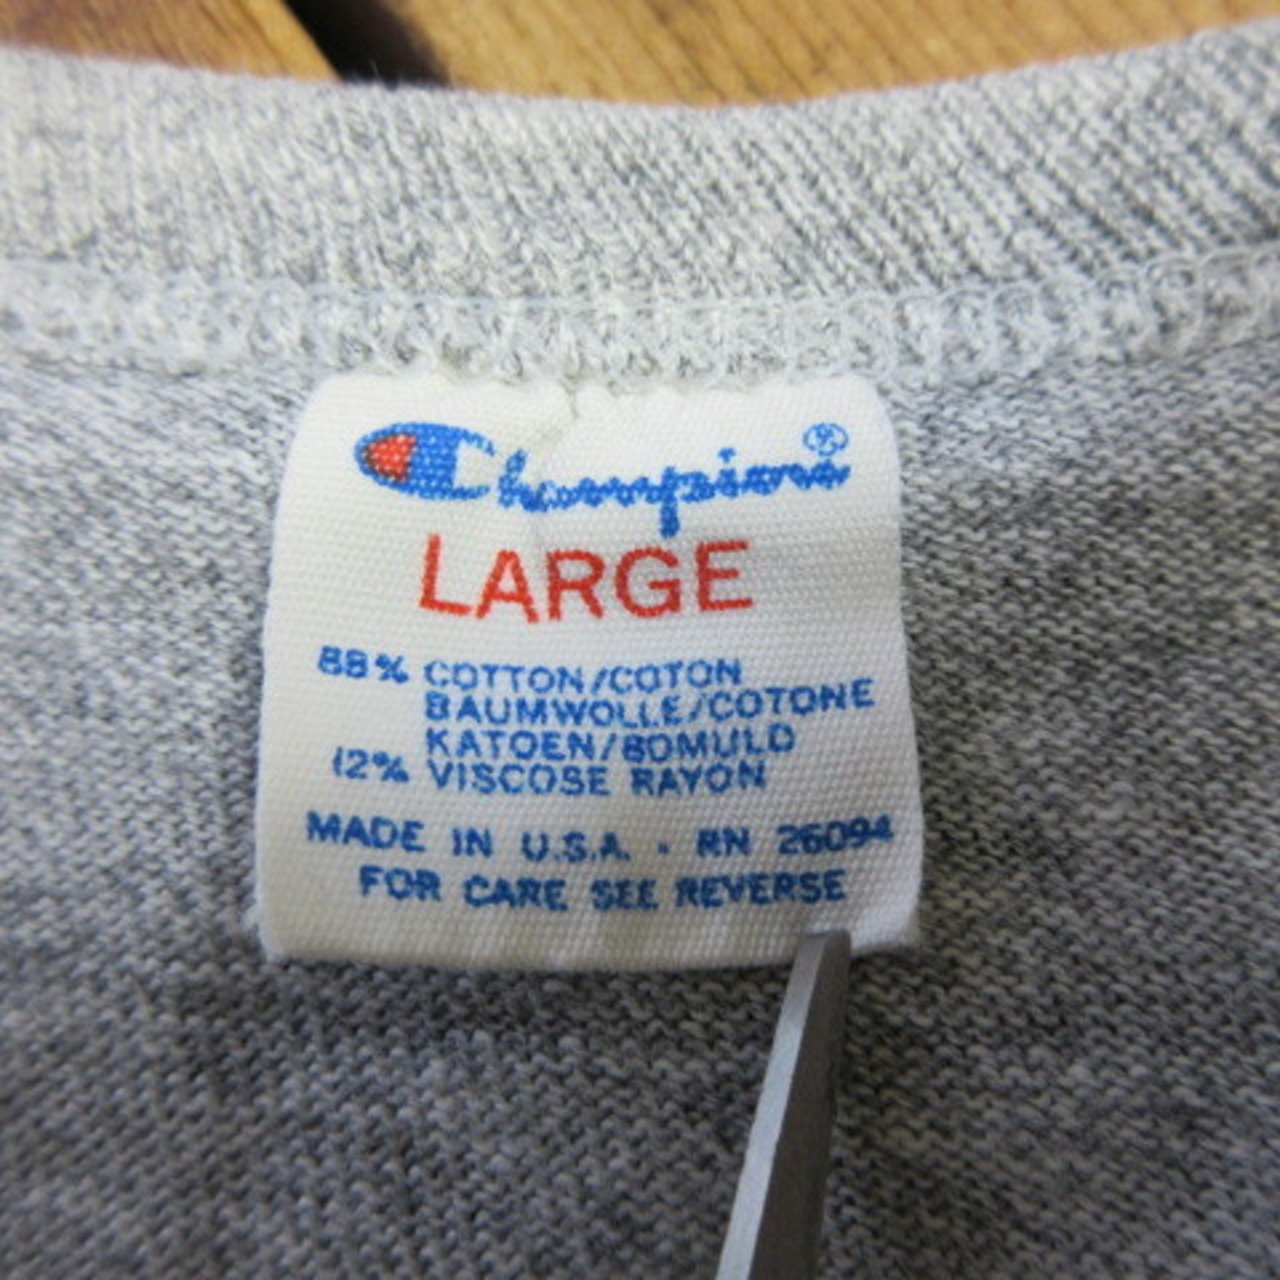 Champion®
LARGE
88% COTTON/COTON
BAUMWOLLE/COTONE
KATOEN/BOMULD
12% VISCOSE RAYON
MADE IN U.S.A. · RN 26094
FOR CARE SEE REVERSE